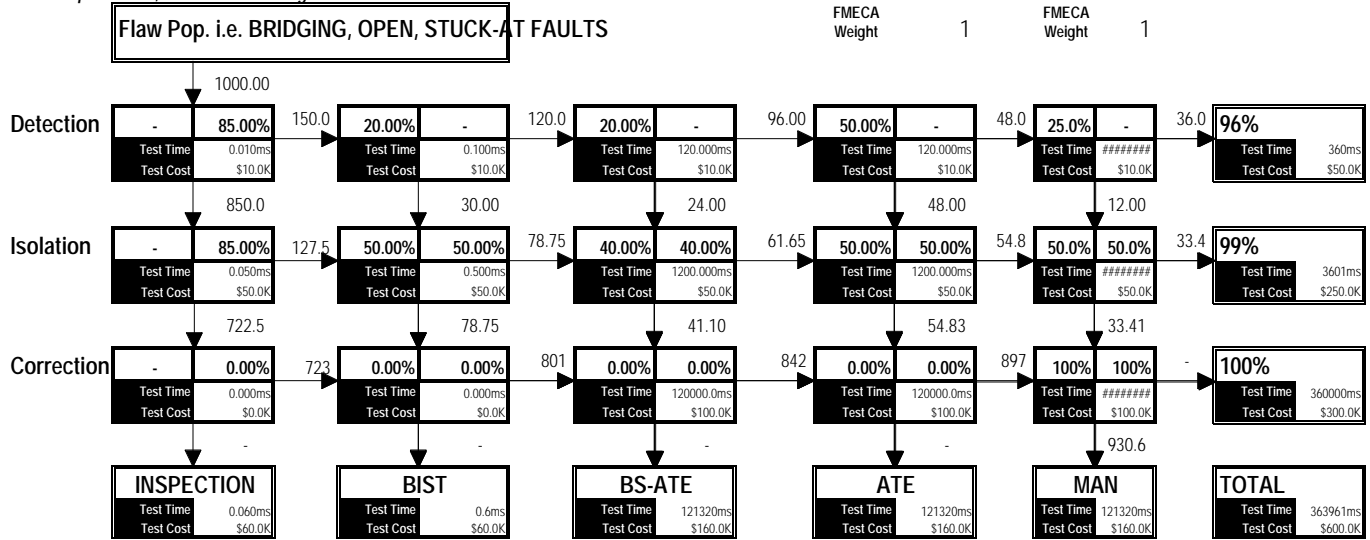 FMECA FMECA
Flaw Pop. i.e. BRIDGING, OPEN, STUCK-AT FAULTS Weight 1 Weight 1
1000.00
Detection - 85.00% 150.0 20.00% - 120.0 20.00% - 96.00 50.00% - 48.0 25.0% - 36.0 96%
Test Time 0.010ms Test Time 0.100ms Test Time 120.000ms Test Time 120.000ms Test Time ######## Test Time 360ms
Test Cost $10.0K Test Cost $10.0K Test Cost $10.0K Test Cost $10.0K Test Cost $10.0K Test Cost $50.0K
850.0 30.00 24.00 48.00 12.00
Isolation - 85.00% 127.5 50.00% 50.00% 78.75 40.00% 40.00% 61.65 50.00% 50.00% 54.8 50.0% 50.0% 33.4 99%
Test Time 0.050ms Test Time 0.500ms Test Time 1200.000ms Test Time 1200.000ms Test Time ######## Test Time 3601ms
Test Cost $50.0K Test Cost $50.0K Test Cost $50.0K Test Cost $50.0K Test Cost $50.0K Test Cost $250.0K
722.5 78.75 41.10 54.83 33.41
Correction - 0.00% 723 0.00% 0.00% 801 0.00% 0.00% 842 0.00% 0.00% 897 100% 100% - 100%
Test Time 0.000ms Test Time 0.000ms Test Time 120000.0ms Test Time 120000.0ms Test Time ######## Test Time 360000ms
Test Cost $0.0K Test Cost $0.0K Test Cost $100.0K Test Cost $100.0K Test Cost $100.0K Test Cost $300.0K
- - - - 930.6
INSPECTION BIST BS-ATE ATE MAN TOTAL
Test Time 0.060ms Test Time 0.6ms Test Time 121320ms Test Time 121320ms Test Time 121320ms Test Time 363961ms
Test Cost $60.0K Test Cost $60.0K Test Cost $160.0K Test Cost $160.0K Test Cost $160.0K Test Cost $600.0K